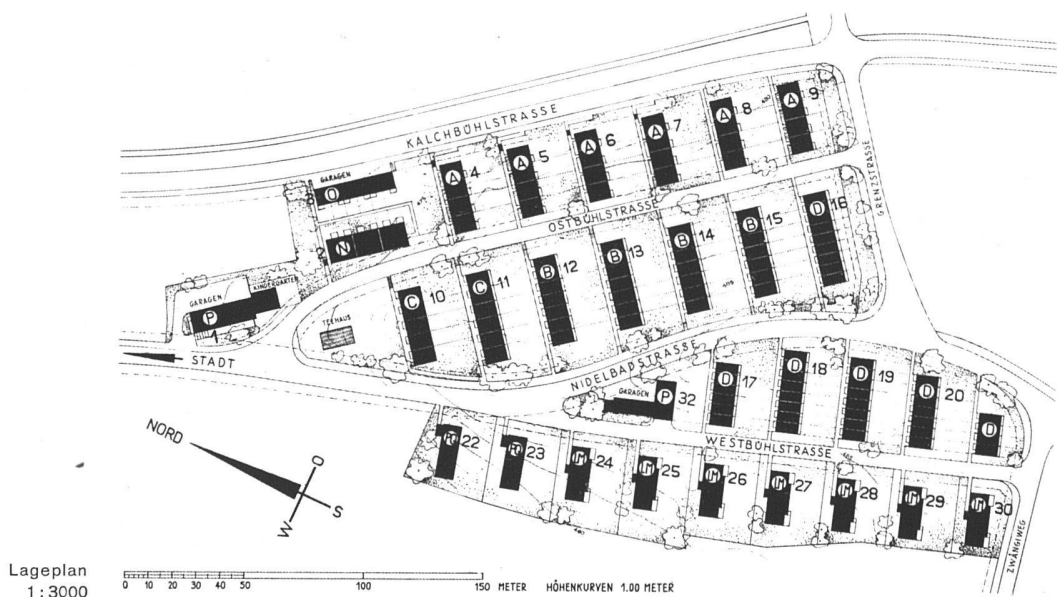 KALCHBÜHLSTRASSE
GARAGEN
O
N
A 4
A 5
A 6
A 7
A 8
A 9
OSTBÜHLSTRASSE
GRENZSTRASSE
GARAGEN
KINDERGARTEN
P
1
TEEHAUS
C 10
C 11
B 12
B 13
B 14
B 15
D 16
STADT
NIDELBADSTRASSE
GARAGEN P 32
D 17
D 18
D 19
D 20
D
WESTBÜHLSTRASSE
22
23
24
25
26
27
28
29
30
ZWÄNGIWEG
NORD
O
S
W
Lageplan
1:3000
0 10 20 30 40 50 100 150 METER HÖHENKURVEN 1.00 METER